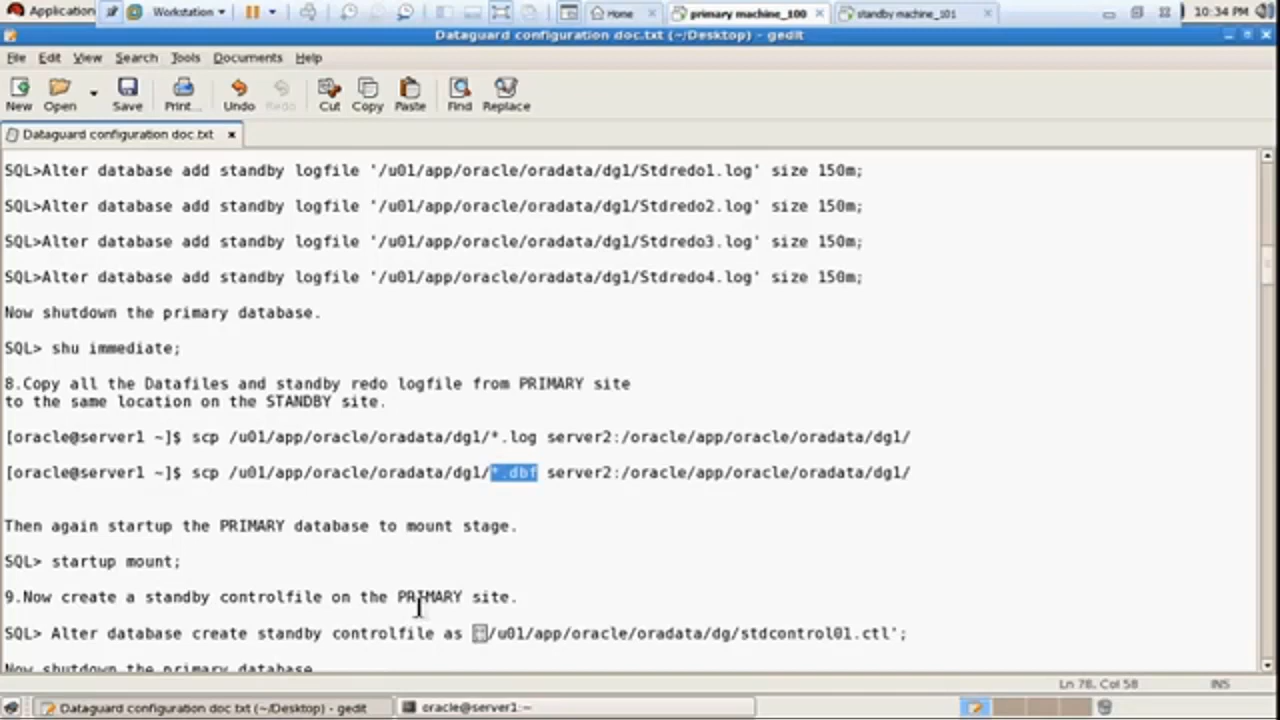 Application
Workstation
Home
primary machine_100
standby machine_101
10:34 PM
Dataguard configuration doc.txt (~/Desktop) - gedit
File Edit View Search Tools Documents Help
New Open Save Print... Undo Redo Cut Copy Paste Find Replace
Dataguard configuration doc.txt
SQL>Alter database add standby logfile '/u01/app/oracle/oradata/dg1/Stdredo1.log' size 150m;
SQL>Alter database add standby logfile '/u01/app/oracle/oradata/dg1/Stdredo2.log' size 150m;
SQL>Alter database add standby logfile '/u01/app/oracle/oradata/dg1/Stdredo3.log' size 150m;
SQL>Alter database add standby logfile '/u01/app/oracle/oradata/dg1/Stdredo4.log' size 150m;
Now shutdown the primary database.
SQL> shu immediate;
8.Copy all the Datafiles and standby redo logfile from PRIMARY site
to the same location on the STANDBY site.
[oracle@server1 ~]$ scp /u01/app/oracle/oradata/dg1/*.log server2:/oracle/app/oracle/oradata/dg1/
[oracle@server1 ~]$ scp /u01/app/oracle/oradata/dg1/*.dbf server2:/oracle/app/oracle/oradata/dg1/
Then again startup the PRIMARY database to mount stage.
SQL> startup mount;
9.Now create a standby controlfile on the PRIMARY site.
SQL> Alter database create standby controlfile as /u01/app/oracle/oradata/dg/stdcontrol01.ctl';
Now shutdown the primary database
Ln 78, Col 58 INS
Dataguard configuration doc.txt (~/Desktop) - gedit
oracle@server1:~